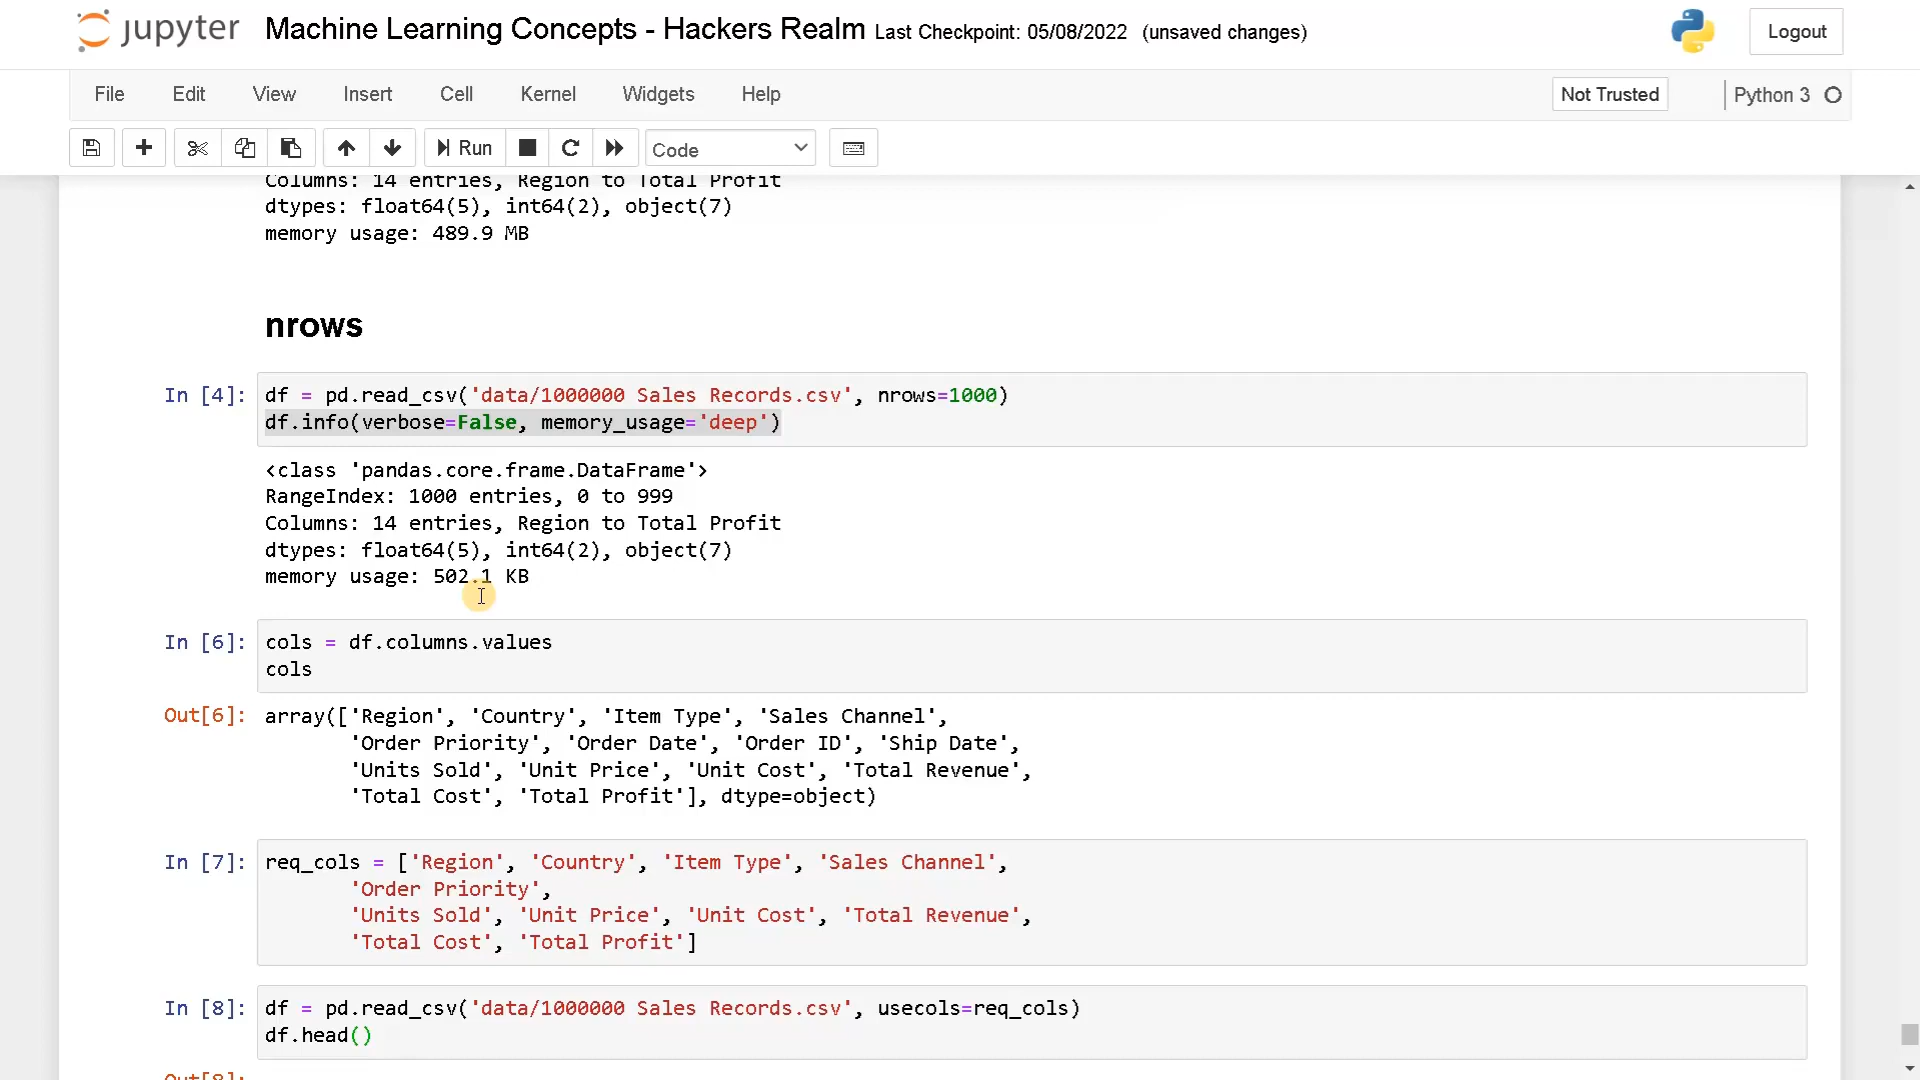 jupyter Machine Learning Concepts - Hackers Realm Last Checkpoint: 05/08/2022 (unsaved changes) Logout
File Edit View Insert Cell Kernel Widgets Help Not Trusted Python 3
Run Code
Columns: 14 entries, Region to Total Profit
dtypes: float64(5), int64(2), object(7)
memory usage: 489.9 MB
nrows
In [4]: df = pd.read_csv('data/1000000 Sales Records.csv', nrows=1000)
df.info(verbose=False, memory_usage='deep')
<class 'pandas.core.frame.DataFrame'>
RangeIndex: 1000 entries, 0 to 999
Columns: 14 entries, Region to Total Profit
dtypes: float64(5), int64(2), object(7)
memory usage: 502.1 KB
In [6]: cols = df.columns.values
cols
Out[6]: array(['Region', 'Country', 'Item Type', 'Sales Channel',
'Order Priority', 'Order Date', 'Order ID', 'Ship Date',
'Units Sold', 'Unit Price', 'Unit Cost', 'Total Revenue',
'Total Cost', 'Total Profit'], dtype=object)
In [7]: req_cols = ['Region', 'Country', 'Item Type', 'Sales Channel',
'Order Priority',
'Units Sold', 'Unit Price', 'Unit Cost', 'Total Revenue',
'Total Cost', 'Total Profit']
In [8]: df = pd.read_csv('data/1000000 Sales Records.csv', usecols=req_cols)
df.head()
Out[8]: